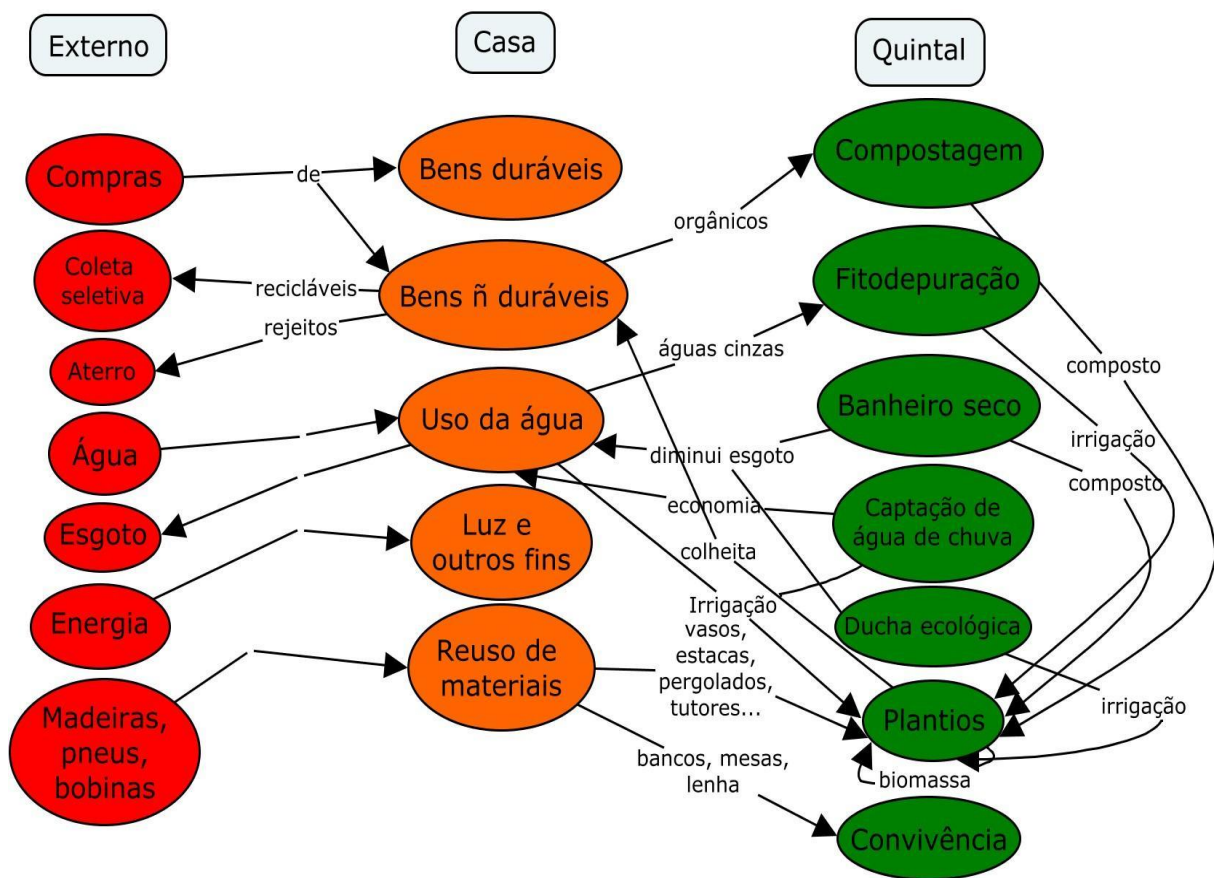 Externo
Casa
Quintal
Compras
Coleta
seletiva
Aterro
Água
Esgoto
Energia
Madeiras,
pneus,
bobinas
de
recicláveis
rejeitos
Bens duráveis
Bens ñ duráveis
Uso da água
Luz e
outros fins
Reuso de
materiais
orgânicos
águas cinzas
diminui esgoto
economia
colheita
Irrigação
vasos,
estacas,
pergolados,
tutores...
bancos, mesas,
lenha
Compostagem
Fitodepuração
Banheiro seco
Captação de
água de chuva
Ducha ecológica
Plantios
biomassa
Convivência
composto
irrigação
composto
irrigação